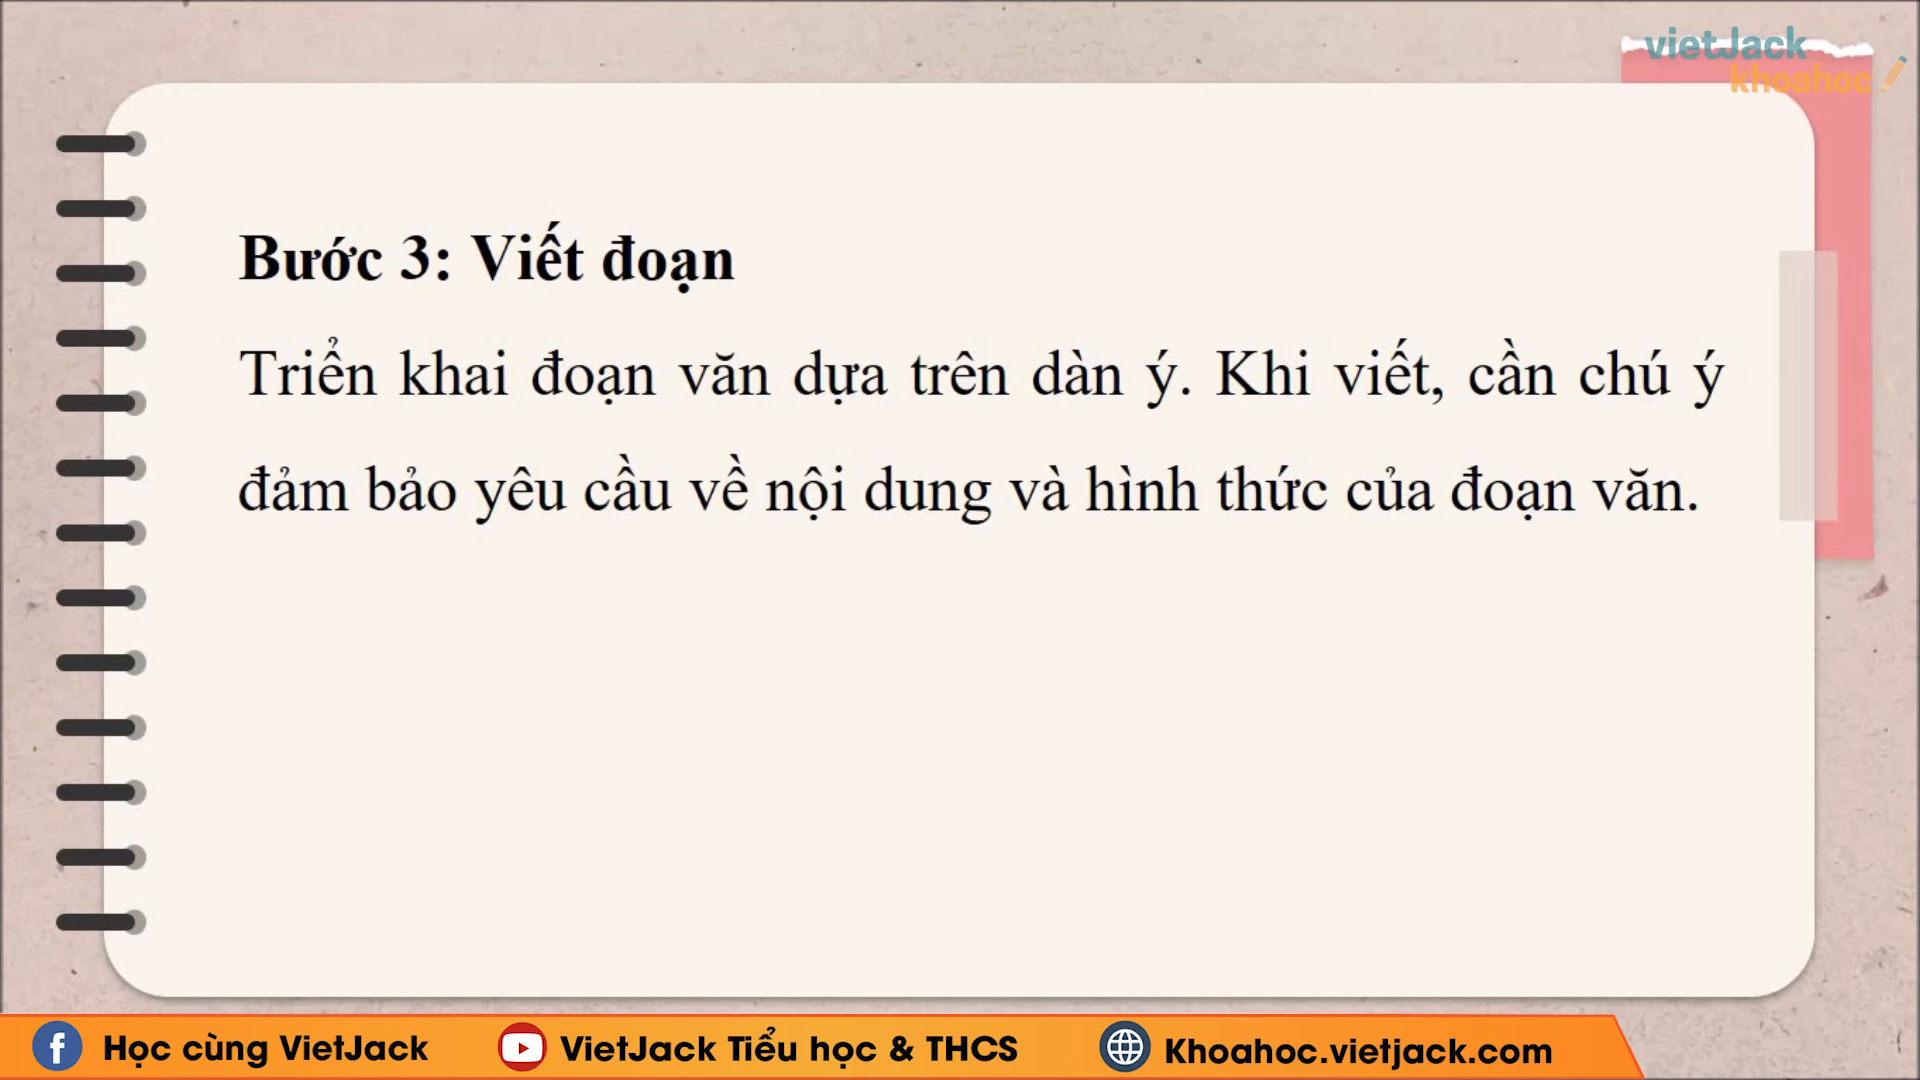 vietJack
khoahoc
Bước 3: Viết đoạn
Triển khai đoạn văn dựa trên dàn ý. Khi viết, cần chú ý
đảm bảo yêu cầu về nội dung và hình thức của đoạn văn.
Học cùng VietJack
VietJack Tiểu học & THCS
Khoahoc.vietjack.com